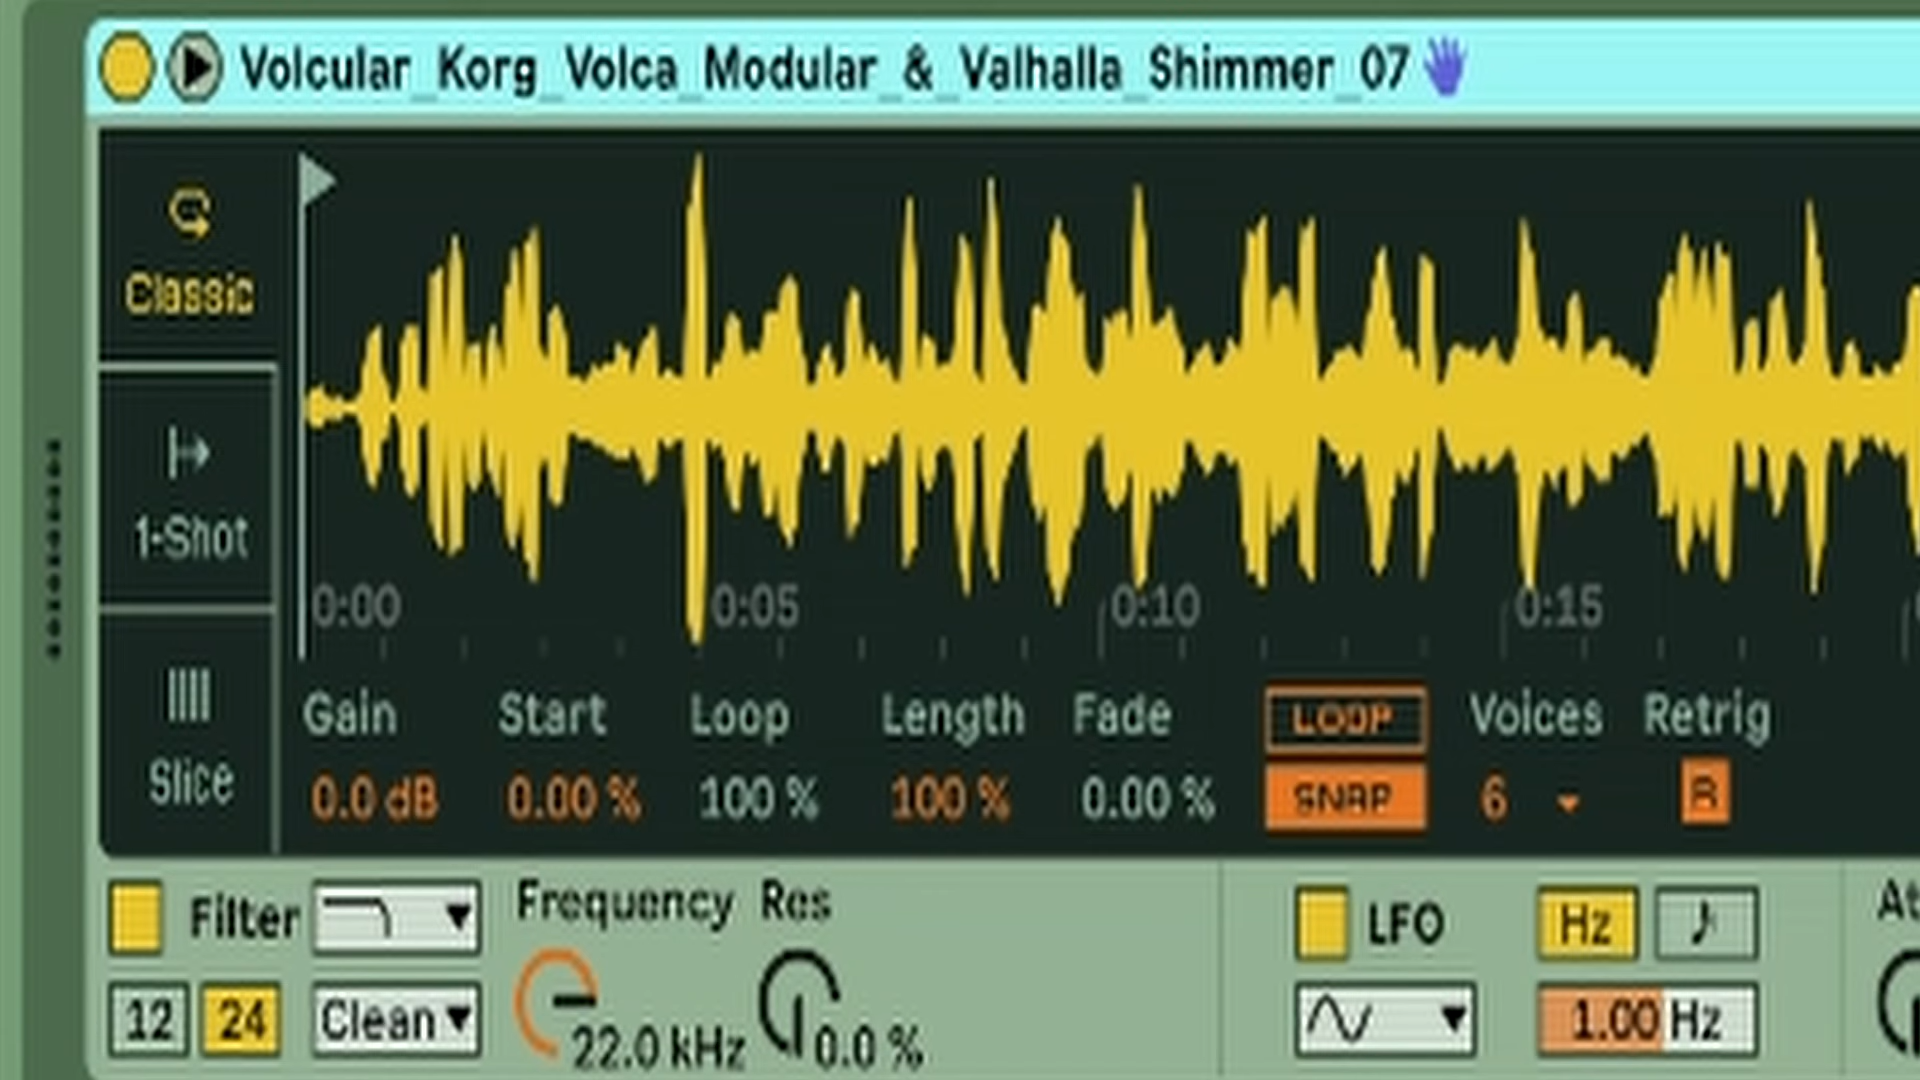 Volcular_Korg_Volca_Modular_&_Valhalla_Shimmer_07
Classic
1-Shot
Slice
0:00 0:05 0:10 0:15
Gain Start Loop Length Fade LOOP Voices Retrig
0.0 dB 0.00 % 100 % 100 % 0.00 % SNAP 6 R
Filter Frequency Res LFO Hz
12 24 Clean 22.0 kHz 0.0 % 1.00 Hz